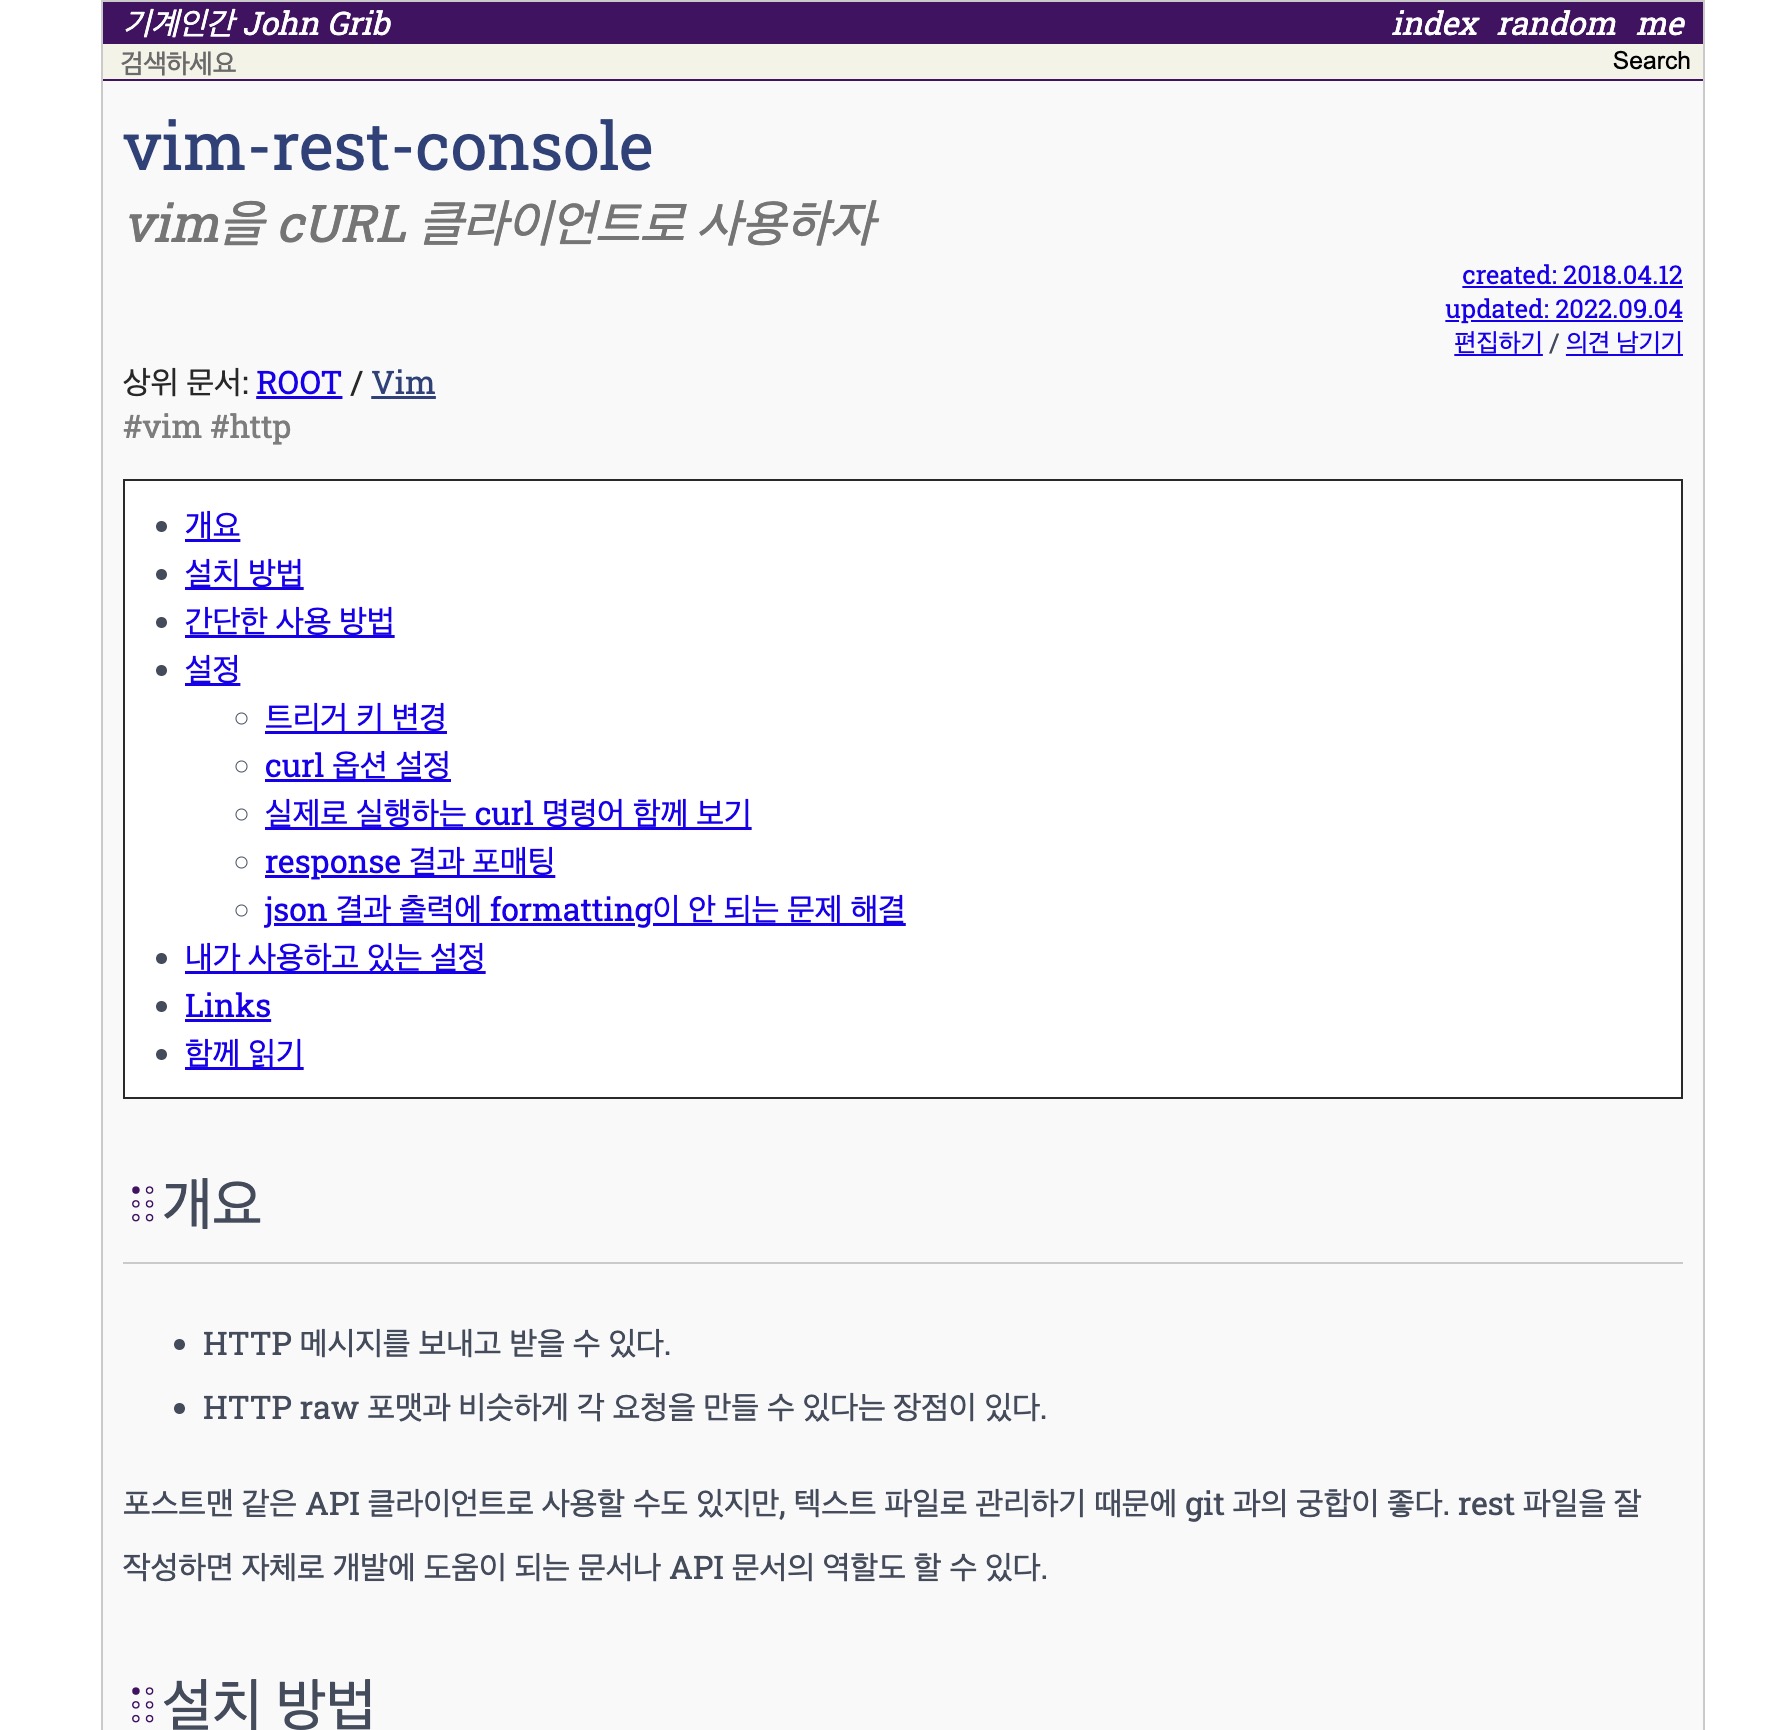 기계인간 John Grib index random me
검색하세요 Search
vim-rest-console
vim을 cURL 클라이언트로 사용하자
created: 2018.04.12
updated: 2022.09.04
편집하기 / 의견 남기기
상위 문서: ROOT / Vim
#vim #http
개요
설치 방법
간단한 사용 방법
설정
트리거 키 변경
curl 옵션 설정
실제로 실행하는 curl 명령어 함께 보기
response 결과 포매팅
json 결과 출력에 formatting이 안 되는 문제 해결
내가 사용하고 있는 설정
Links
함께 읽기
개요
HTTP 메시지를 보내고 받을 수 있다.
HTTP raw 포맷과 비슷하게 각 요청을 만들 수 있다는 장점이 있다.
포스트맨 같은 API 클라이언트로 사용할 수도 있지만, 텍스트 파일로 관리하기 때문에 git 과의 궁합이 좋다. rest 파일을 잘
작성하면 자체로 개발에 도움이 되는 문서나 API 문서의 역할도 할 수 있다.
설치 방법